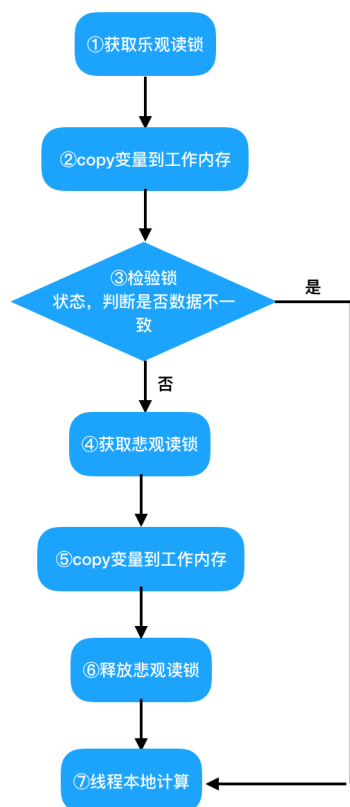 ①获取乐观读锁
②copy变量到工作内存
③检验锁
状态，判断是否数据不一
致
是
否
④获取悲观读锁
⑤copy变量到工作内存
⑥释放悲观读锁
⑦线程本地计算